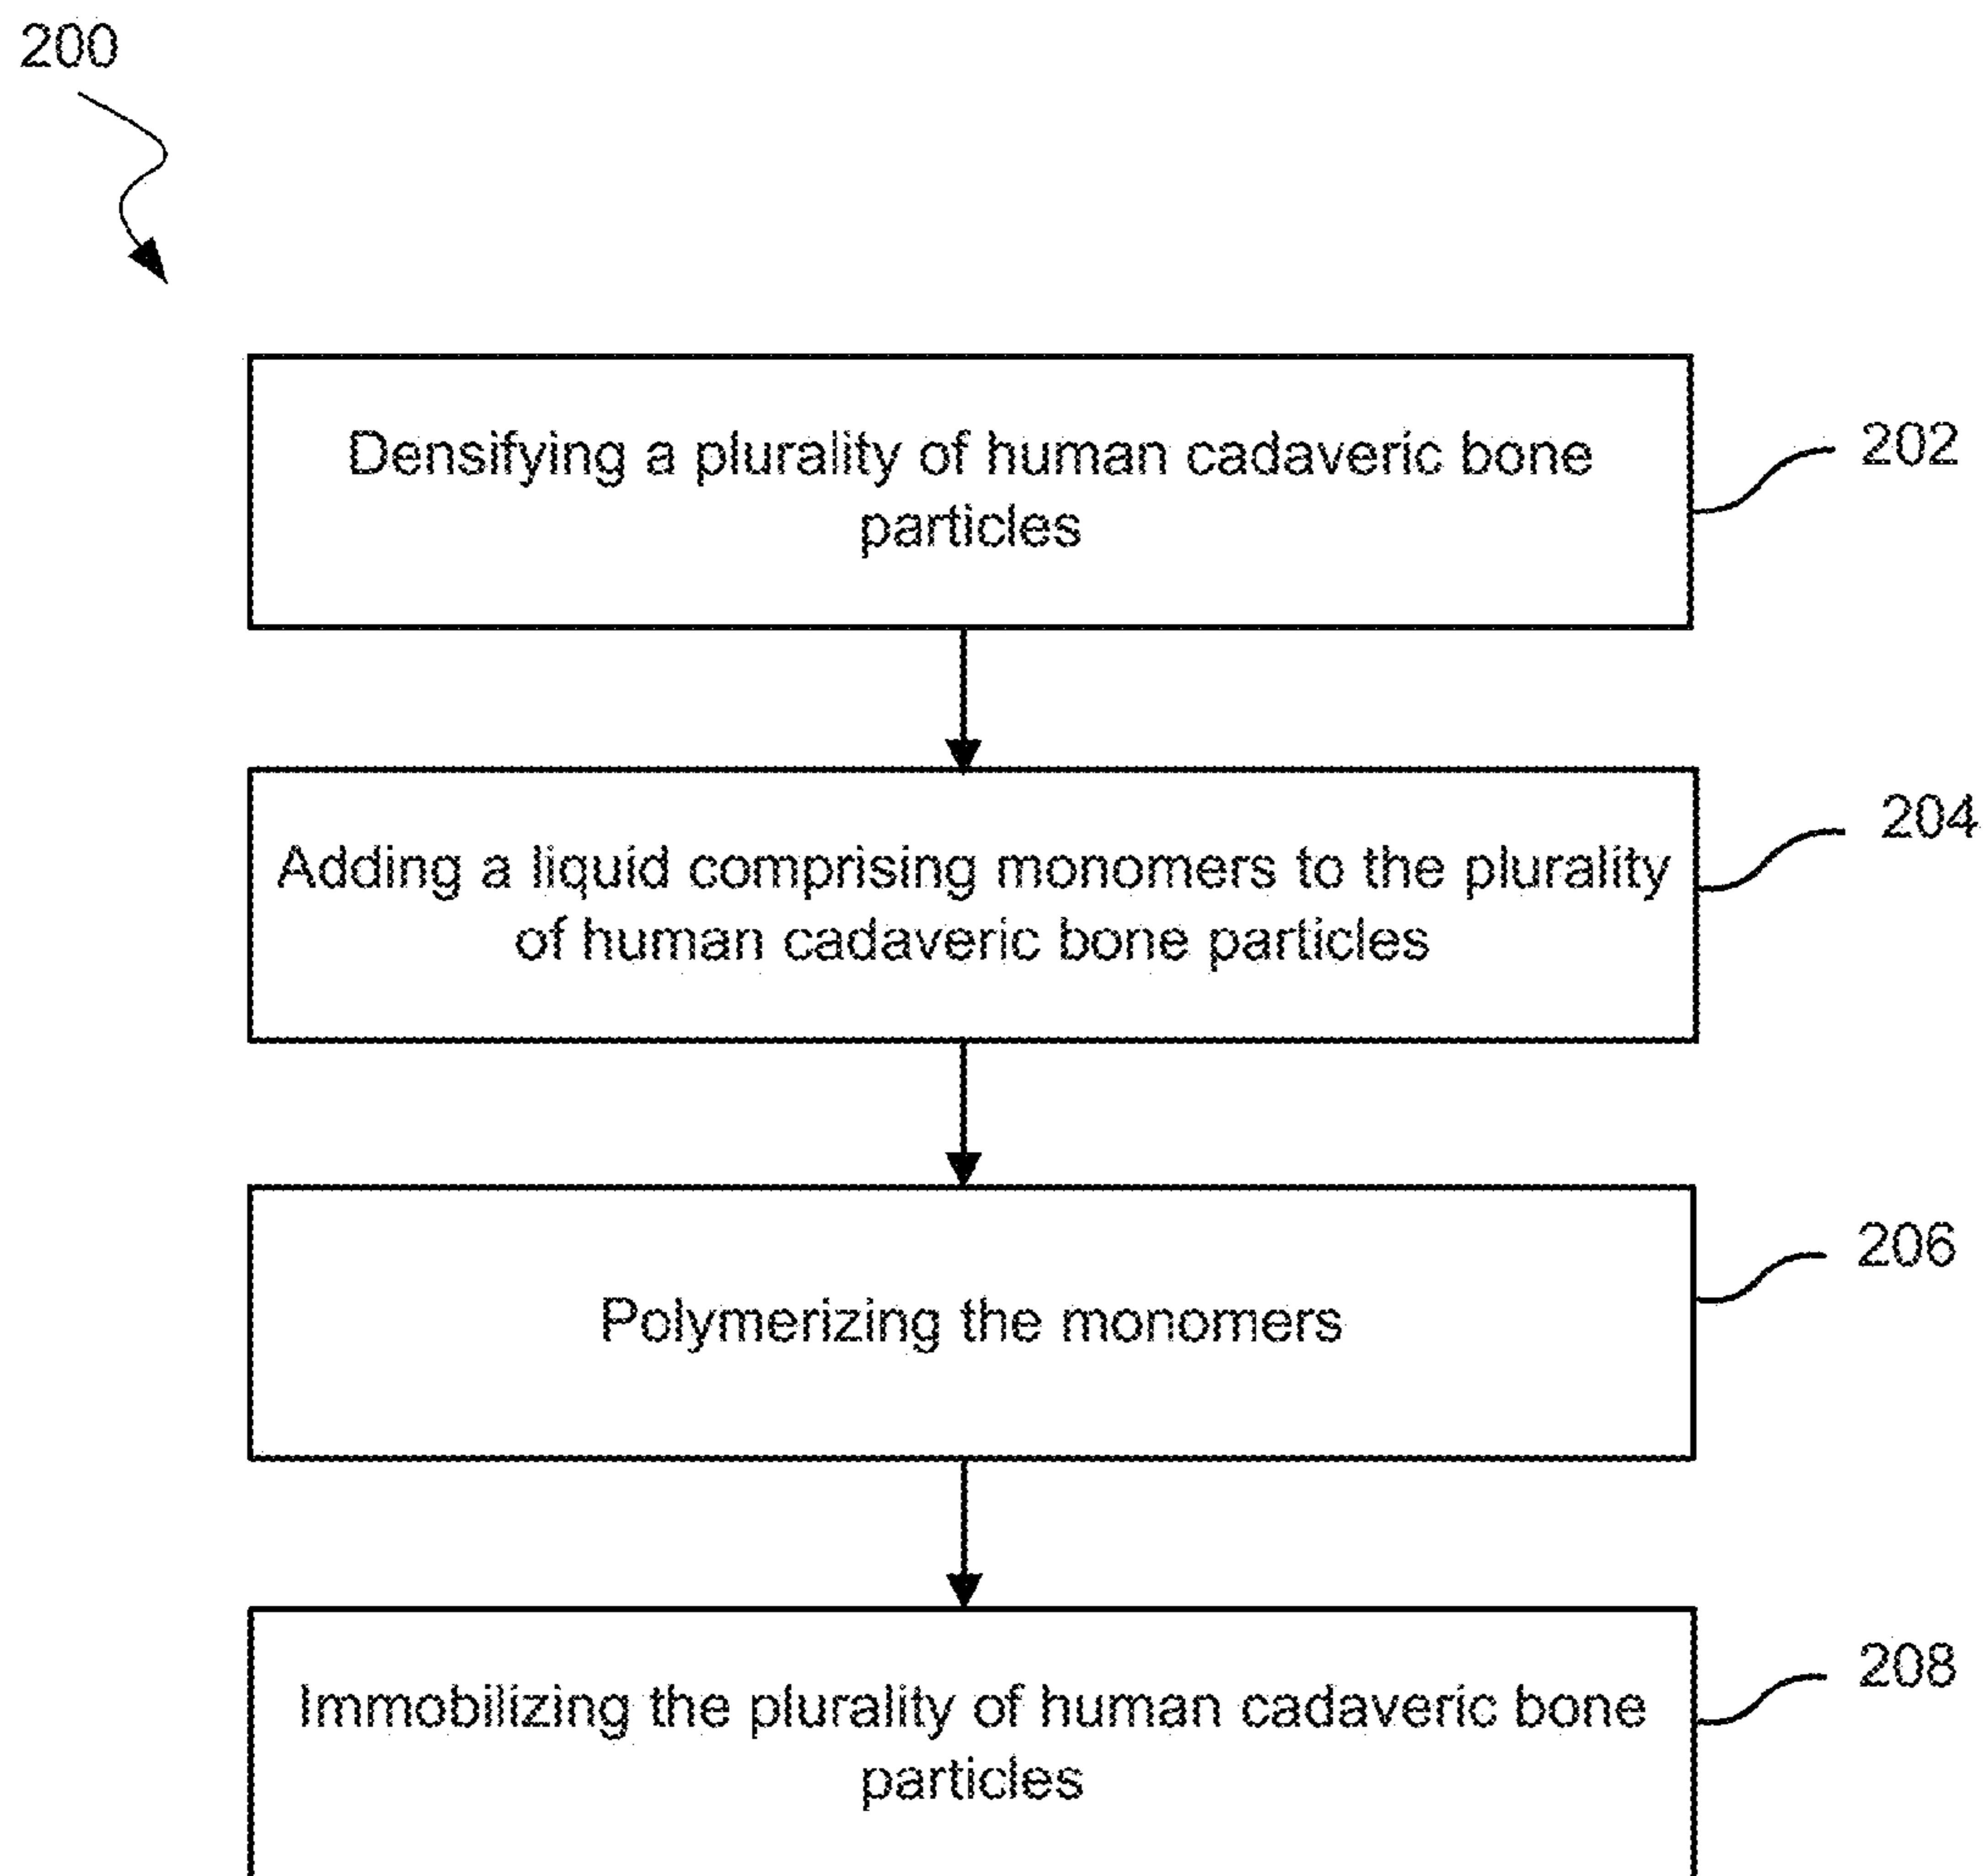 200
Densifying a plurality of human cadaveric bone
particles
202
Adding a liquid comprising monomers to the plurality
of human cadaveric bone particles
204
Polymerizing the monomers
206
Immobilizing the plurality of human cadaveric bone
particles
208